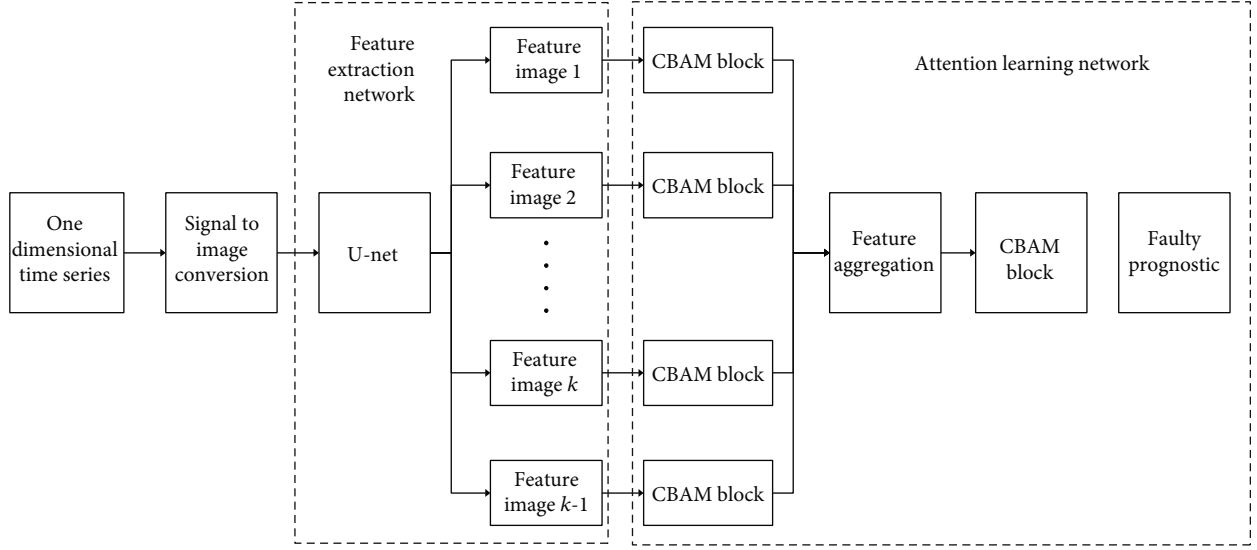 Feature
extraction
network
Feature
image 1
CBAM block
Attention learning network
Feature
image 2
CBAM block
One
dimensional
time series
Signal to
image
conversion
U-net
Feature
aggregation
CBAM
block
Faulty
prognostic
Feature
image k
CBAM block
Feature
image k-1
CBAM block